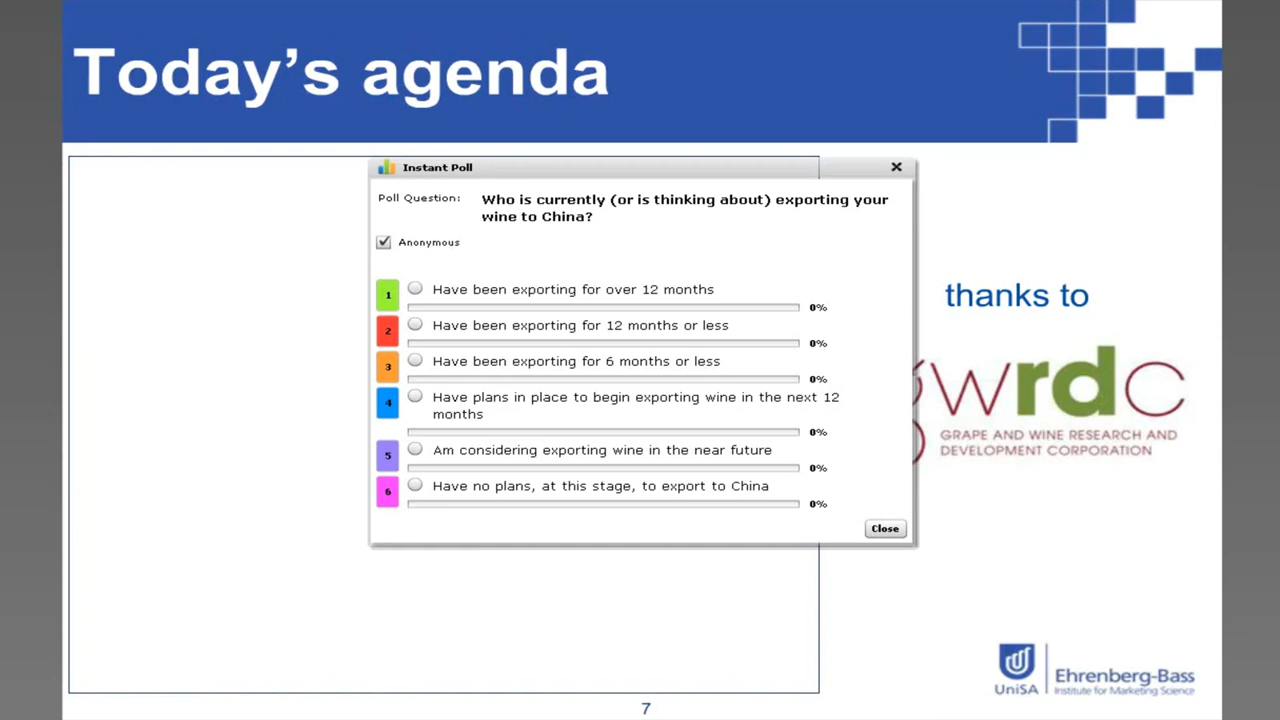 Today's agenda
Instant Poll
Poll Question:
Who is currently (or is thinking about) exporting your
wine to China?
Anonymous
1
Have been exporting for over 12 months
0%
2
Have been exporting for 12 months or less
0%
3
Have been exporting for 6 months or less
0%
4
Have plans in place to begin exporting wine in the next 12
months
0%
5
Am considering exporting wine in the near future
0%
6
Have no plans, at this stage, to export to China
0%
Close
thanks to
gwrdc
GRAPE AND WINE RESEARCH AND
DEVELOPMENT CORPORATION
UniSA
Ehrenberg-Bass
Institute for Marketing Science
7